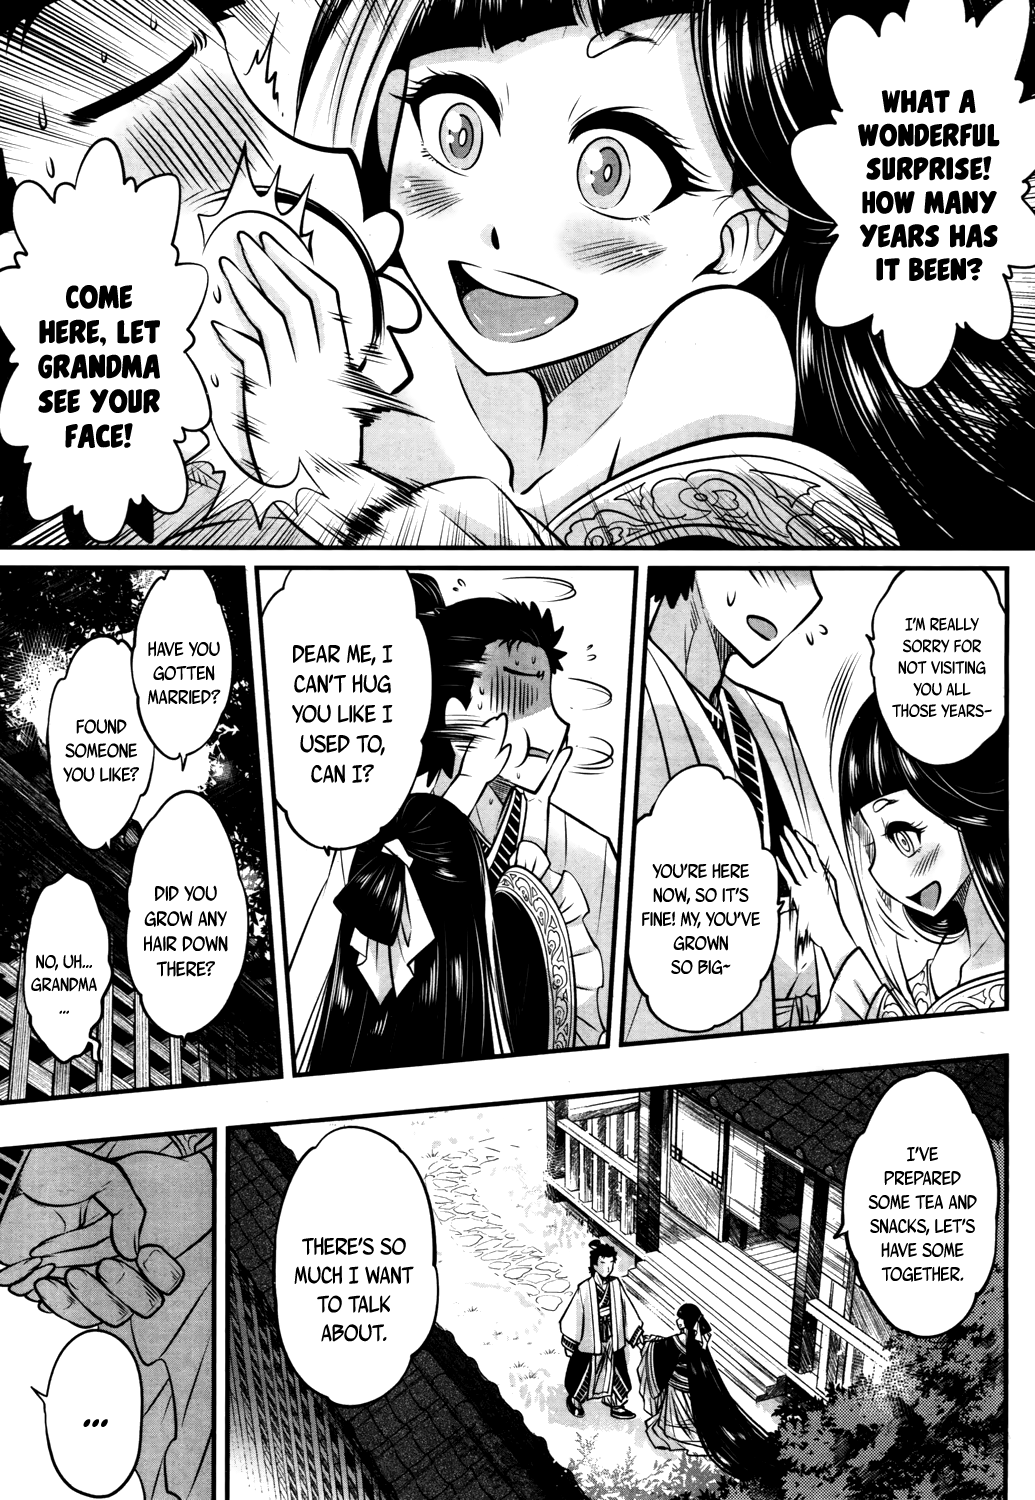 WHAT A
WONDERFUL
SURPRISE!
HOW MANY
YEARS HAS
IT BEEN?
COME
HERE, LET
GRANDMA
SEE YOUR
FACE!
I'M REALLY
SORRY FOR
NOT VISITING
YOU ALL
THOSE YEARS~
YOU'RE HERE
NOW, SO IT'S
FINE! MY, YOU'VE
GROWN
SO BIG~
DEAR ME, I
CAN'T HUG
YOU LIKE I
USED TO,
CAN I?
HAVE YOU
GOTTEN
MARRIED?
FOUND
SOMEONE
YOU LIKE?
DID YOU
GROW ANY
HAIR DOWN
THERE?
NO, UH...
GRANDMA
...
I'VE
PREPARED
SOME TEA AND
SNACKS, LET'S
HAVE SOME
TOGETHER.
THERE'S SO
MUCH I WANT
TO TALK
ABOUT.
...